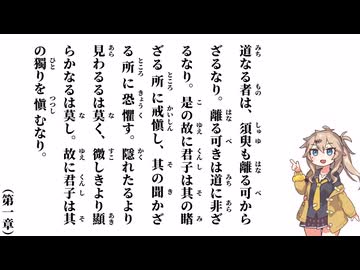 道なる者は、須臾も離る可から
ざるなり。離る可きは道に非ざ
るなり。是の故に君子は其の睹
ざる所に戒愼し、其の聞かざ
る所に恐懼す。隱れたるより
見わるるは莫く、微しきより顯
らかなるは莫し。故に君子は其
の獨りを愼むなり。
(第一章)